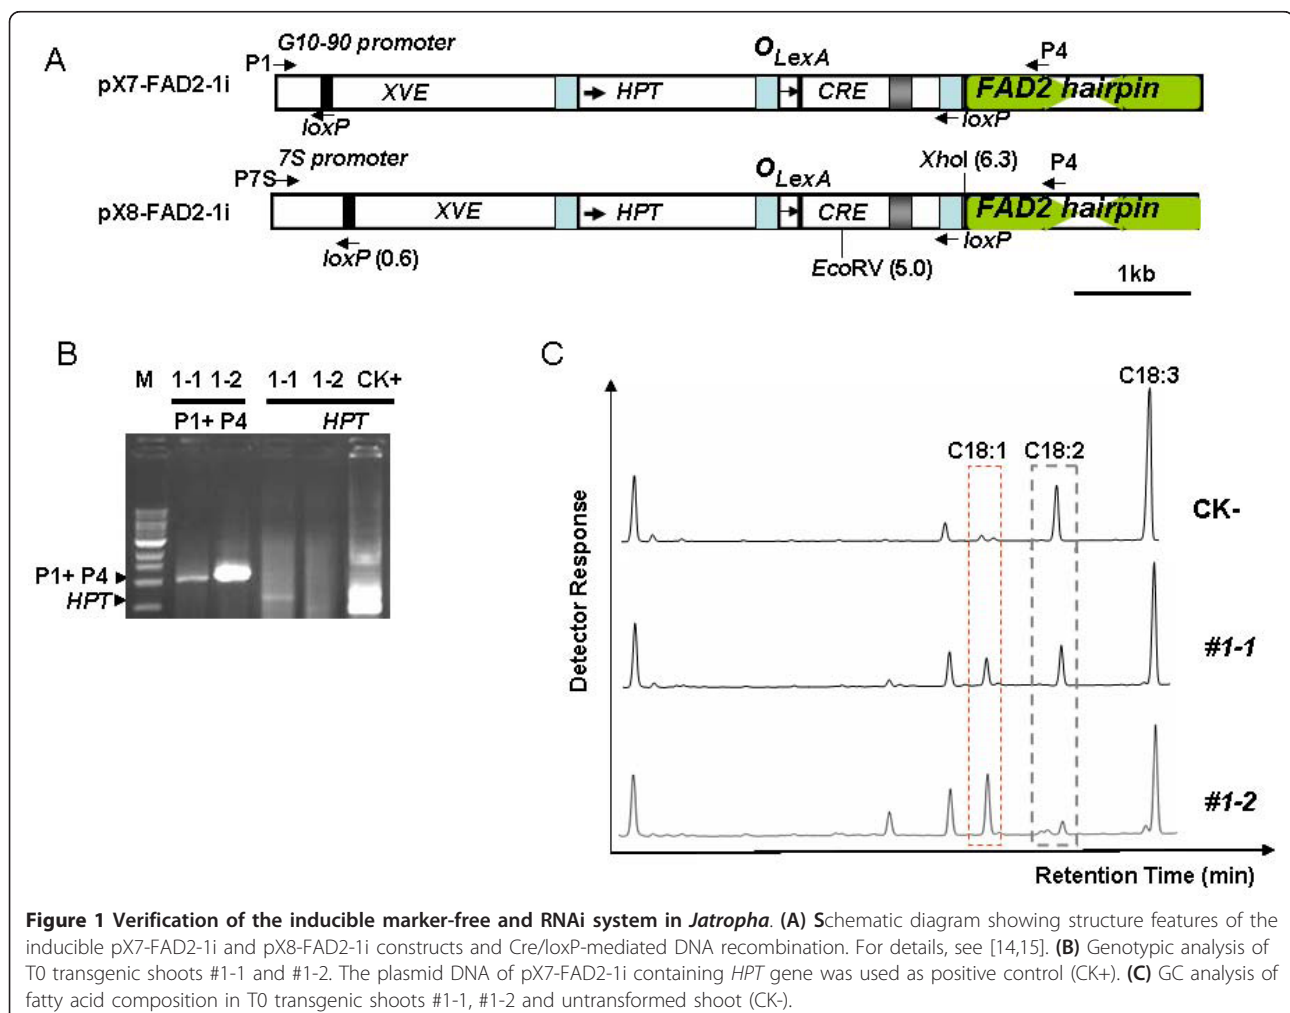 A
G10-90 promoter
P1
OLexA
P4
pX7-FAD2-1i
XVE
HPT
CRE
FAD2 hairpin
loxP
loxP
7S promoter
P7S
OLexA
XhoI (6.3)
P4
pX8-FAD2-1i
XVE
HPT
CRE
FAD2 hairpin
loxP (0.6)
loxP
EcoRV (5.0)
1kb
B
M 1-1 1-2 1-1 1-2 CK+
P1+ P4 HPT
P1+ P4
HPT
C
C18:3
C18:1 C18:2
CK-
#1-1
#1-2
Detector Response
Retention Time (min)
Figure 1 Verification of the inducible marker-free and RNAi system in Jatropha. (A) Schematic diagram showing structure features of the
inducible pX7-FAD2-1i and pX8-FAD2-1i constructs and Cre/loxP-mediated DNA recombination. For details, see [14,15]. (B) Genotypic analysis of
T0 transgenic shoots #1-1 and #1-2. The plasmid DNA of pX7-FAD2-1i containing HPT gene was used as positive control (CK+). (C) GC analysis of
fatty acid composition in T0 transgenic shoots #1-1, #1-2 and untransformed shoot (CK-).